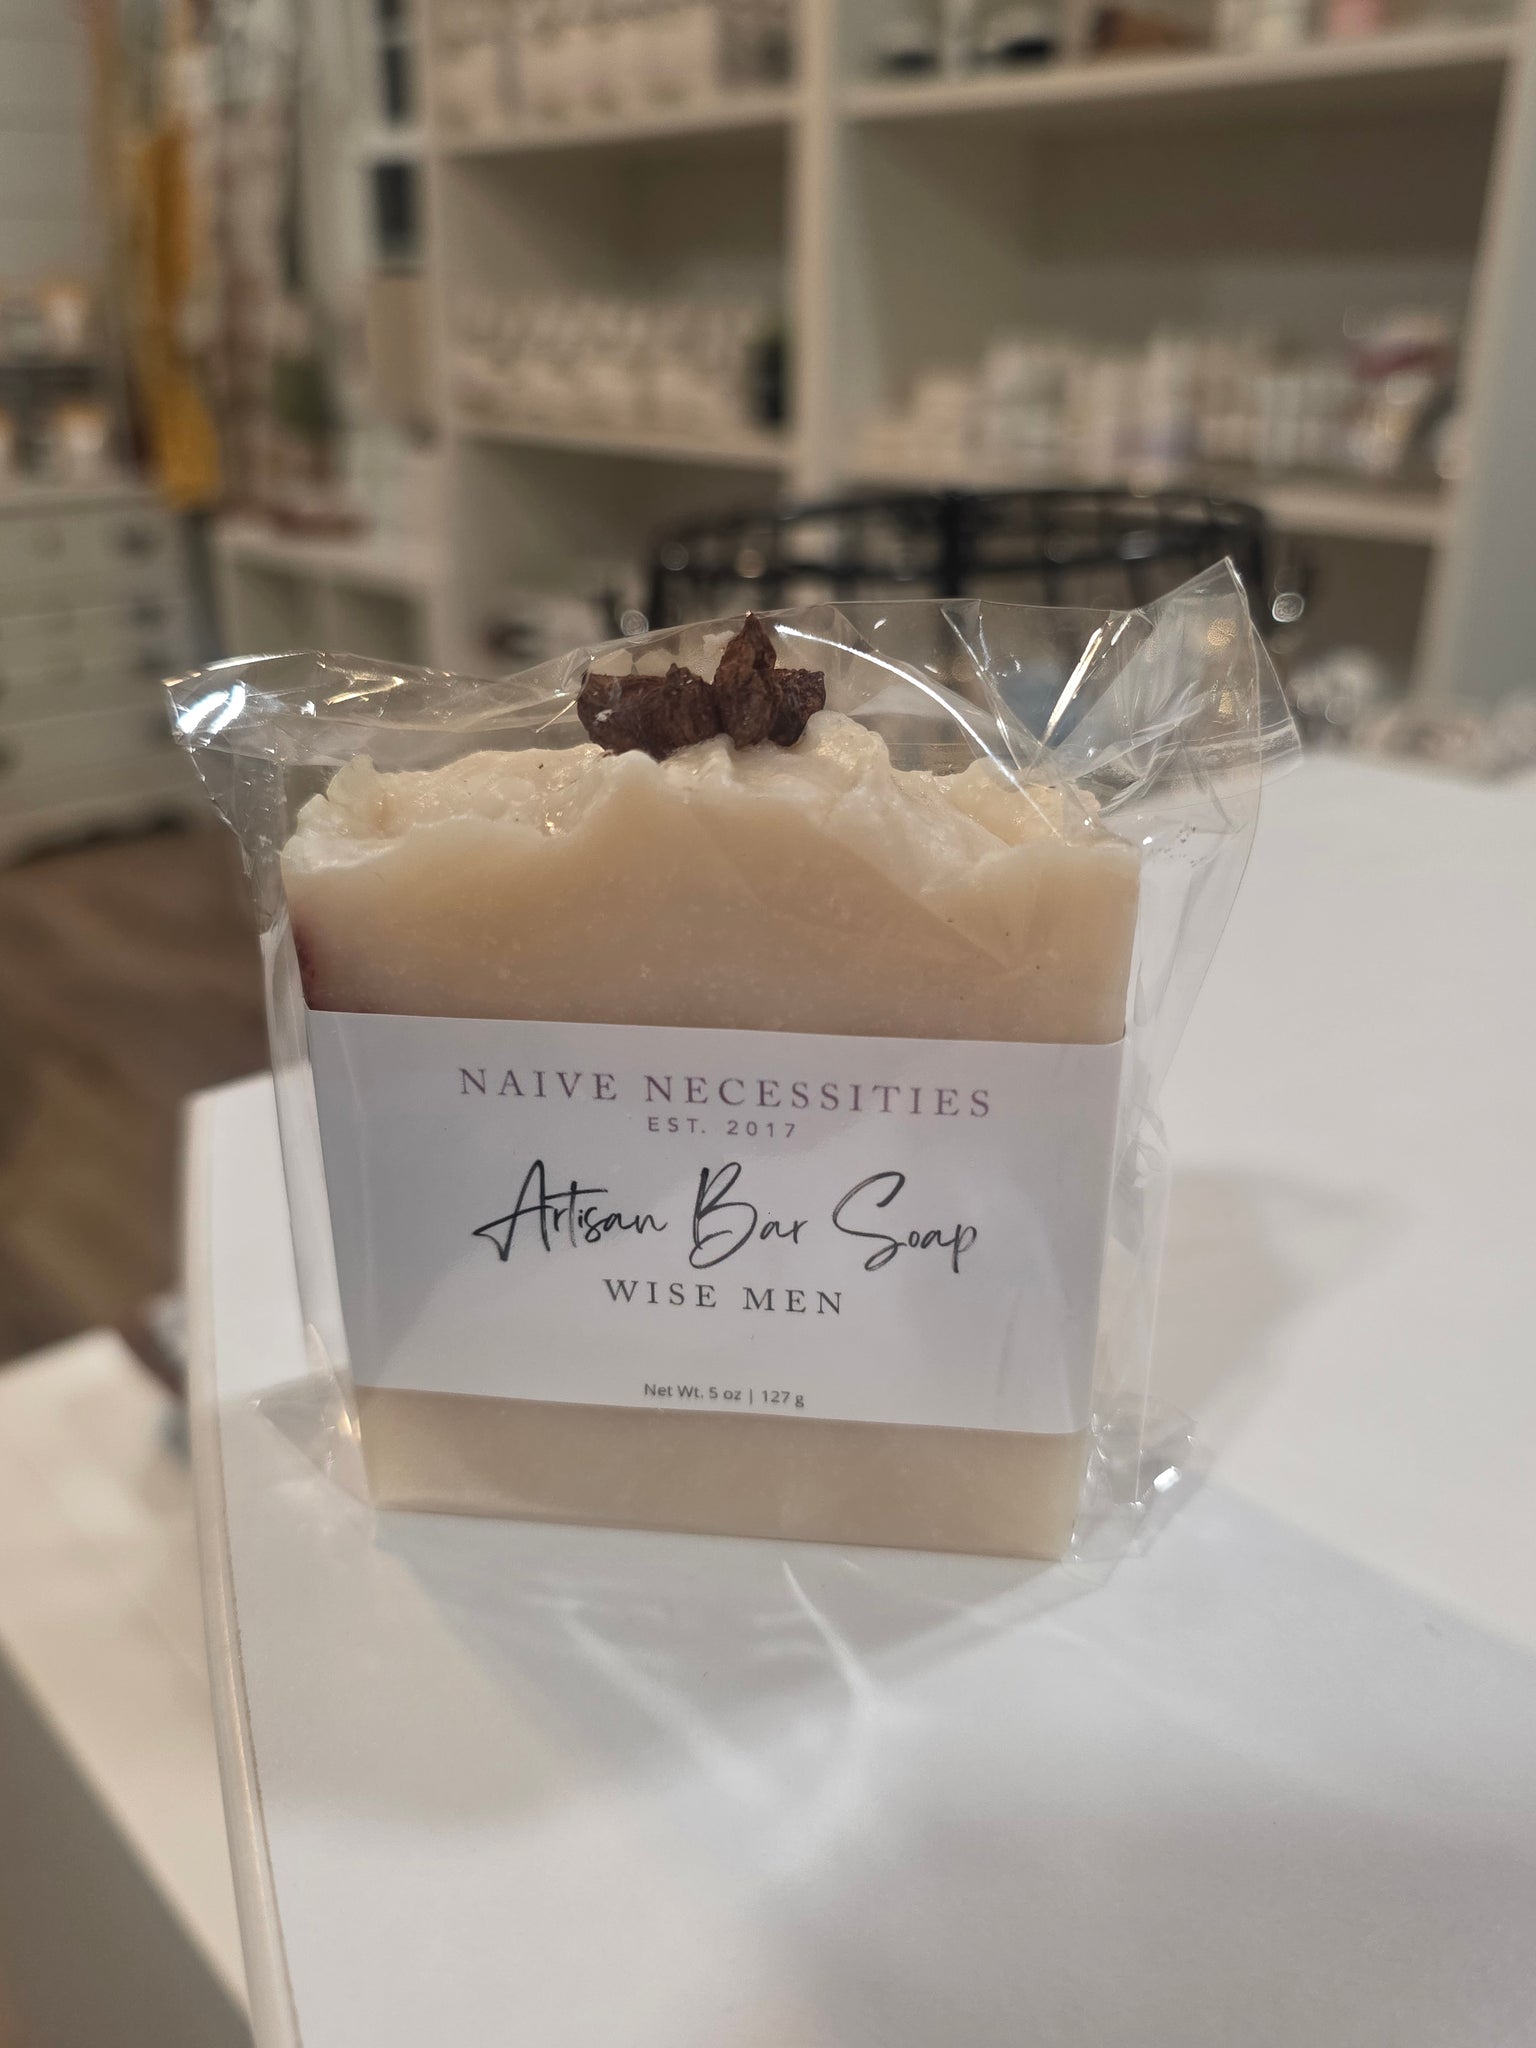 NAIVE NECESSITIES
EST. 2017
Artisan Bar Soap
WISE MEN
Net Wt. 5 oz | 127 g